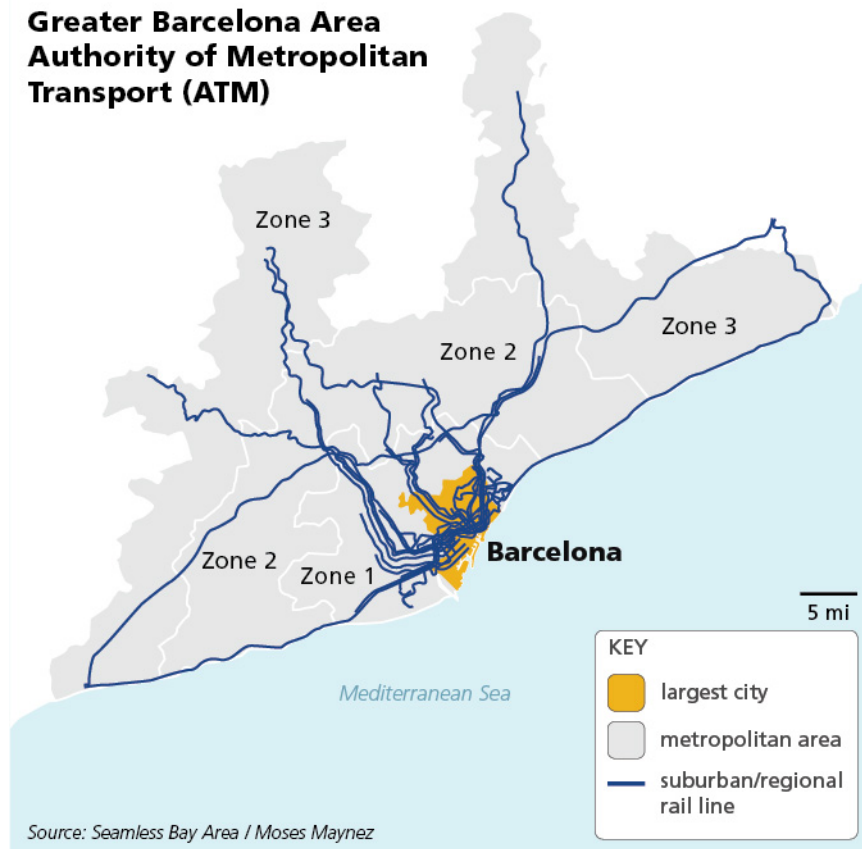 Greater Barcelona Area
Authority of Metropolitan
Transport (ATM)
Zone 3
Zone 3
Zone 2
Zone 2
Zone 1
Barcelona
5 mi
Mediterranean Sea
KEY
largest city
metropolitan area
suburban/regional
rail line
Source: Seamless Bay Area / Moses Maynez